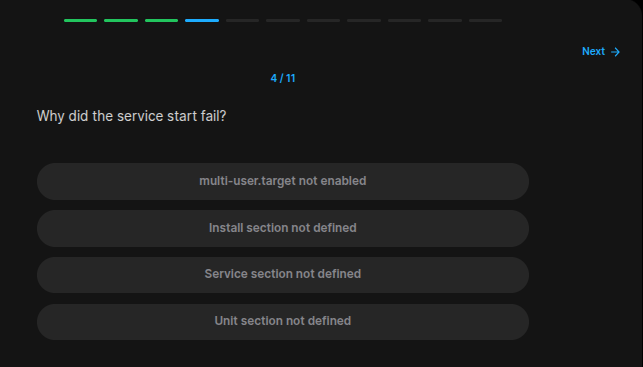 Next →
4 / 11
Why did the service start fail?
multi-user.target not enabled
Install section not defined
Service section not defined
Unit section not defined